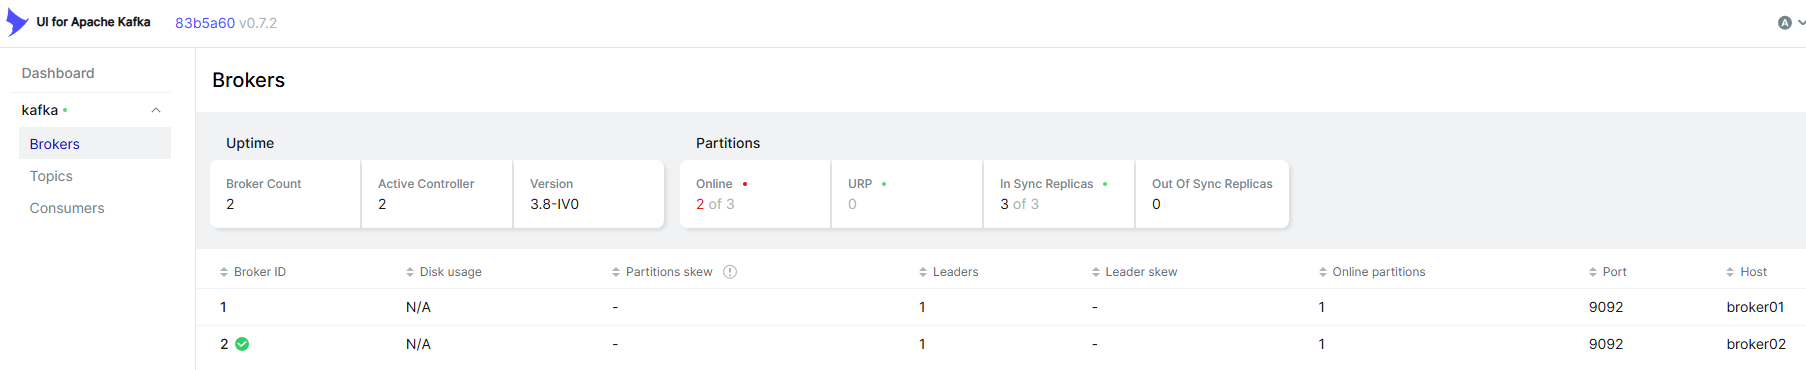 UI for Apache Kafka 83b5a60 v0.7.2 A
Dashboard
kafka
Brokers
Topics
Consumers
Brokers
Uptime
Broker Count Active Controller Version
2 2 3.8-IV0
Partitions
Online URP In Sync Replicas Out Of Sync Replicas
2 of 3 0 3 of 3 0
Broker ID Disk usage Partitions skew Leaders Leader skew Online partitions Port Host
1 N/A - 1 - 1 9092 broker01
2 N/A - 1 - 1 9092 broker02